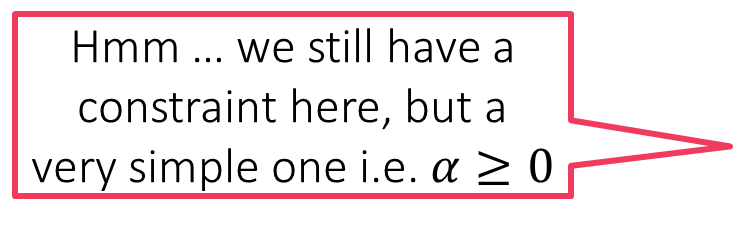 Hmm … we still have a
constraint here, but a
very simple one i.e. 𝛼 ≥ 0